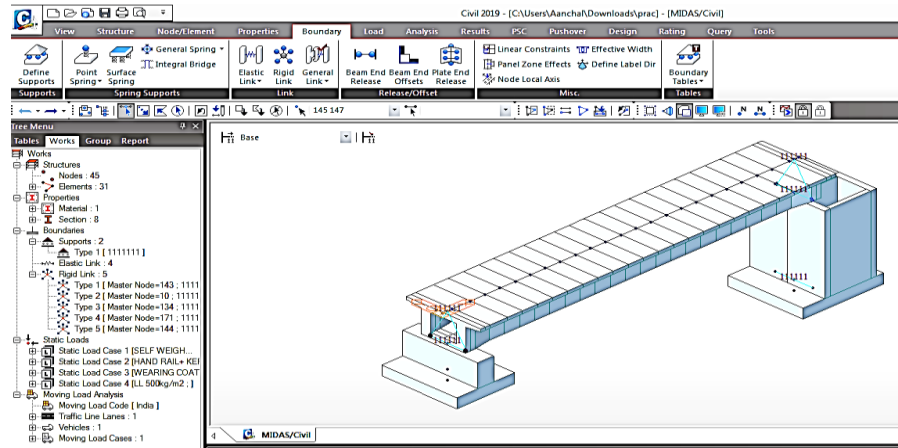 Civil 2019 - [C:\Users\Aanchal\Downloads\prac] - [MIDAS/Civil]
View Structure Node/Element Properties Boundary Load Analysis Results PSC Pushover Design Rating Query Tools
Define Supports
Point Spring
Surface Spring
General Spring
Integral Bridge
Elastic Link
Rigid Link
General Link
Beam End Release
Beam End Offsets
Plate End Release
Linear Constraints
Effective Width
Panel Zone Effects
Define Label Dir
Node Local Axis
Boundary Tables
Supports Spring Supports Link Release/Offset Misc. Tables
145 147
Tree Menu
Tables Works Group Report
Base
Works
Structures
Nodes : 45
Elements : 31
Properties
Material : 1
Section : 8
Boundaries
Supports : 2
Type 1 [ 1111111 ]
Elastic Link : 4
Rigid Link : 5
Type 1 [ Master Node=143 ; 1111
Type 2 [ Master Node=10 ; 1111
Type 3 [ Master Node=134 ; 1111
Type 4 [ Master Node=171 ; 1111
Type 5 [ Master Node=144 ; 1111
Static Loads
Static Load Case 1 [SELF WEIGH...
Static Load Case 2 [HAND RAIL+ KE
Static Load Case 3 [WEARING COAT
Static Load Case 4 [LL 500kg/m2 ; ]
Moving Load Analysis
Moving Load Code [ India ]
Traffic Line Lanes : 1
Vehicles : 1
Moving Load Cases : 1
111111
111111
111111
111111
111111
MIDAS/Civil